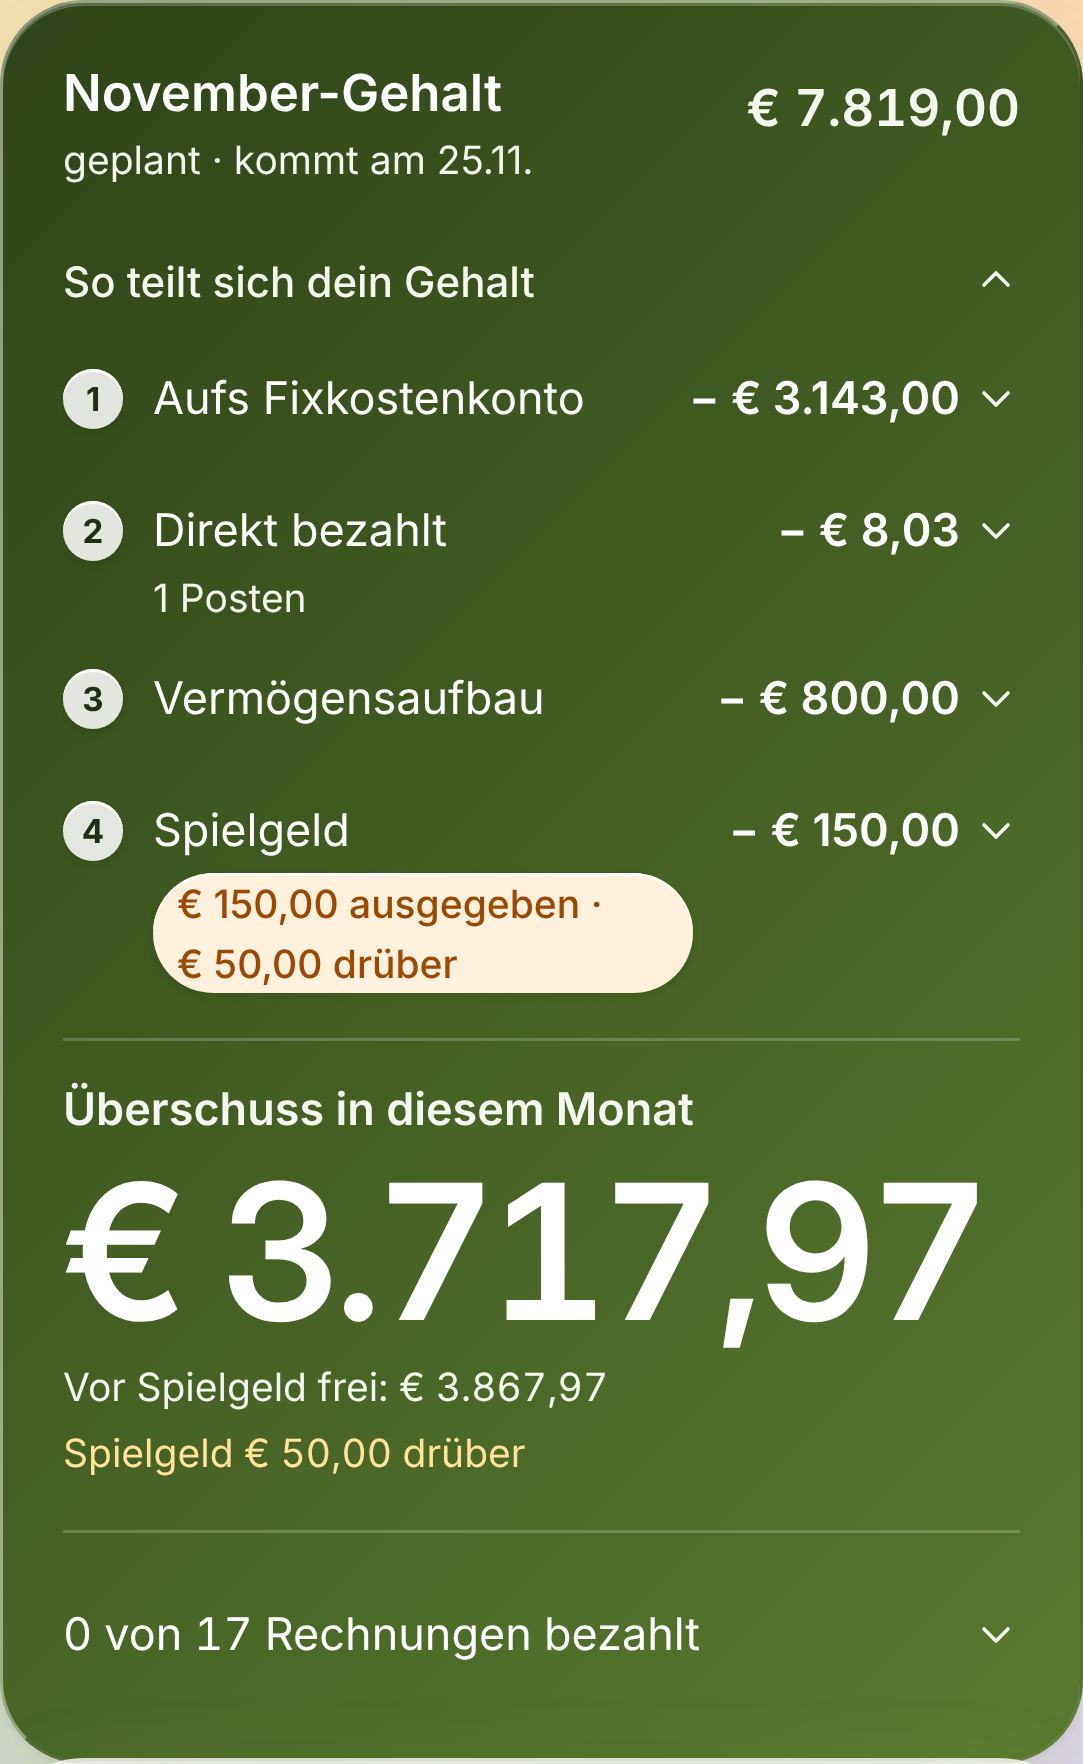 November-Gehalt
€ 7.819,00
geplant · kommt am 25.11.
So teilt sich dein Gehalt
1 Aufs Fixkostenkonto – € 3.143,00
2 Direkt bezahlt – € 8,03
1 Posten
3 Vermögensaufbau – € 800,00
4 Spielgeld – € 150,00
€ 150,00 ausgegeben ·
€ 50,00 drüber
Überschuss in diesem Monat
€ 3.717,97
Vor Spielgeld frei: € 3.867,97
Spielgeld € 50,00 drüber
0 von 17 Rechnungen bezahlt